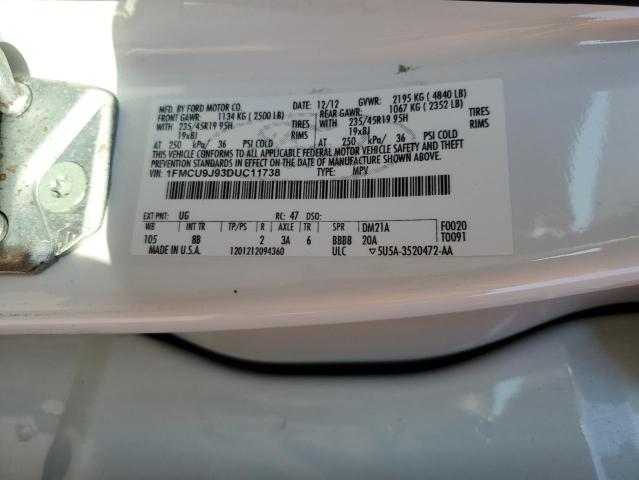 MFD. BY FORD MOTOR CO. DATE: 12/12 GVWR: 2195 KG ( 4840 LB)
FRONT GAWR: 1134 KG ( 2500 LB) REAR GAWR: 1067 KG ( 2352 LB)
WITH 235/45R19 95H TIRES WITH 235/45R19 95H TIRES
19x8J RIMS 19x8J RIMS
AT 250 kPa/ 36 PSI COLD AT 250 kPa/ 36 PSI COLD
THIS VEHICLE CONFORMS TO ALL APPLICABLE FEDERAL MOTOR VEHICLE SAFETY AND BUMPER STANDARDS AND THEFT
PREVENTION STANDARDS IN EFFECT ON THE DATE OF MANUFACTURE SHOWN ABOVE.
VIN: 1FMCU9J93DUC11738 TYPE: MPV
EXT PNT: UG RC: 47 DSO:
WB INT TR TP/PS R AXLE TR SPR DM21A F0020
105 8B 2 3A 6 BBBB 20A T0091
MADE IN U.S.A. 1201212094360 ULC ▽5U5A-3520472-AA